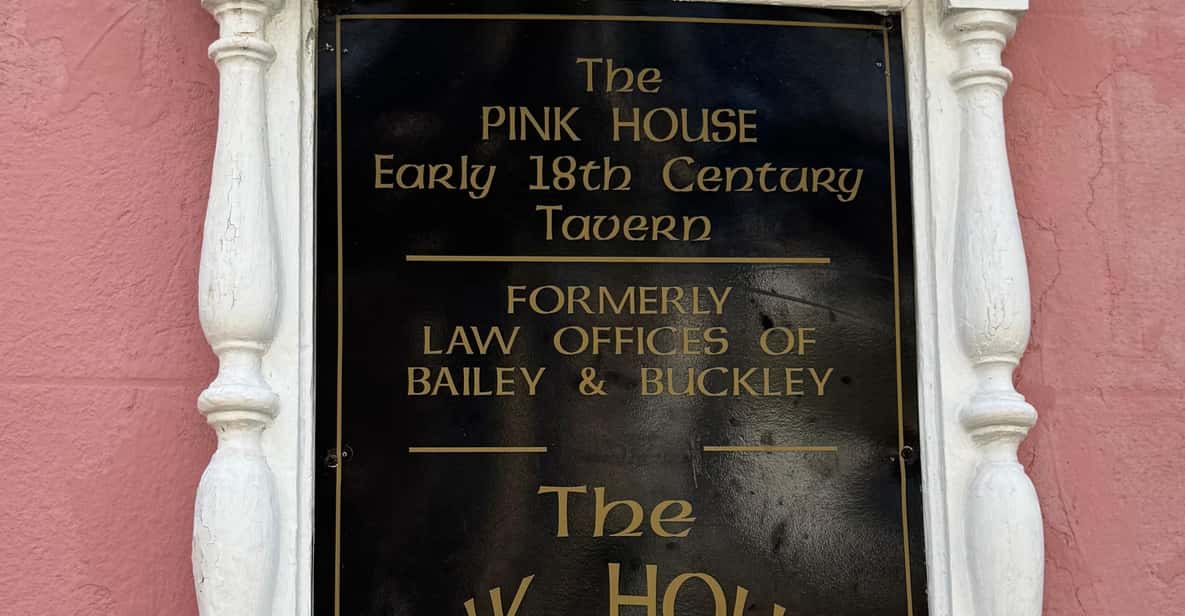 The
PINK HOUSE
Early 18th Century
Tavern
FORMERLY
LAW OFFICES OF
BAILEY & BUCKLEY
The